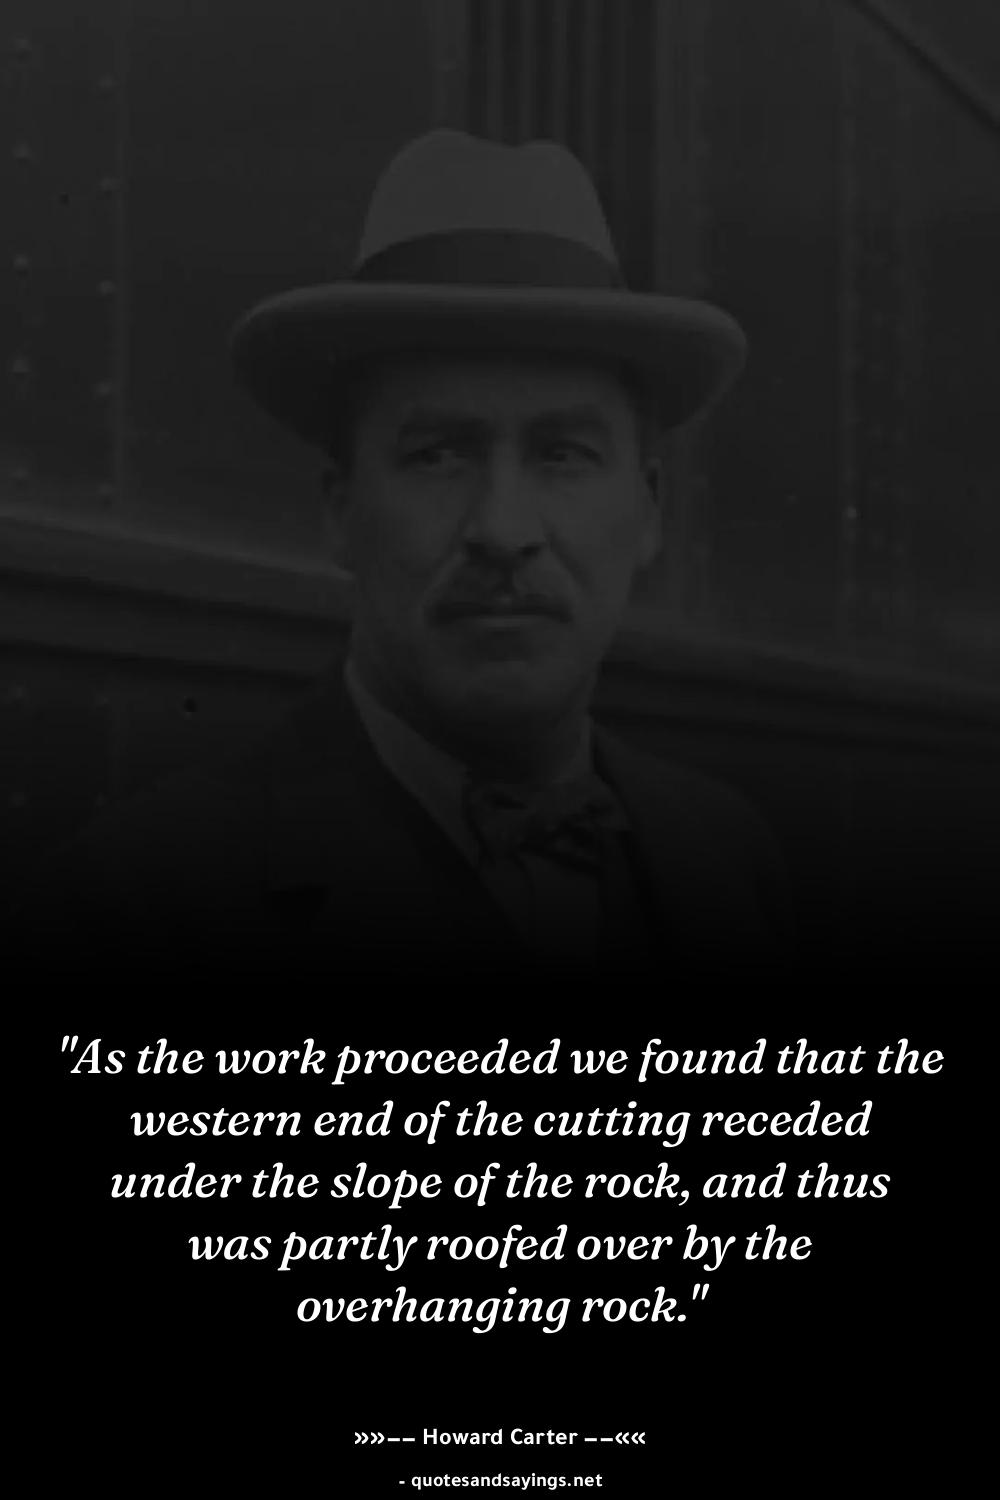 "As the work proceeded we found that the
western end of the cutting receded
under the slope of the rock, and thus
was partly roofed over by the
overhanging rock."
»»–– Howard Carter ––««
- quotesandsayings.net